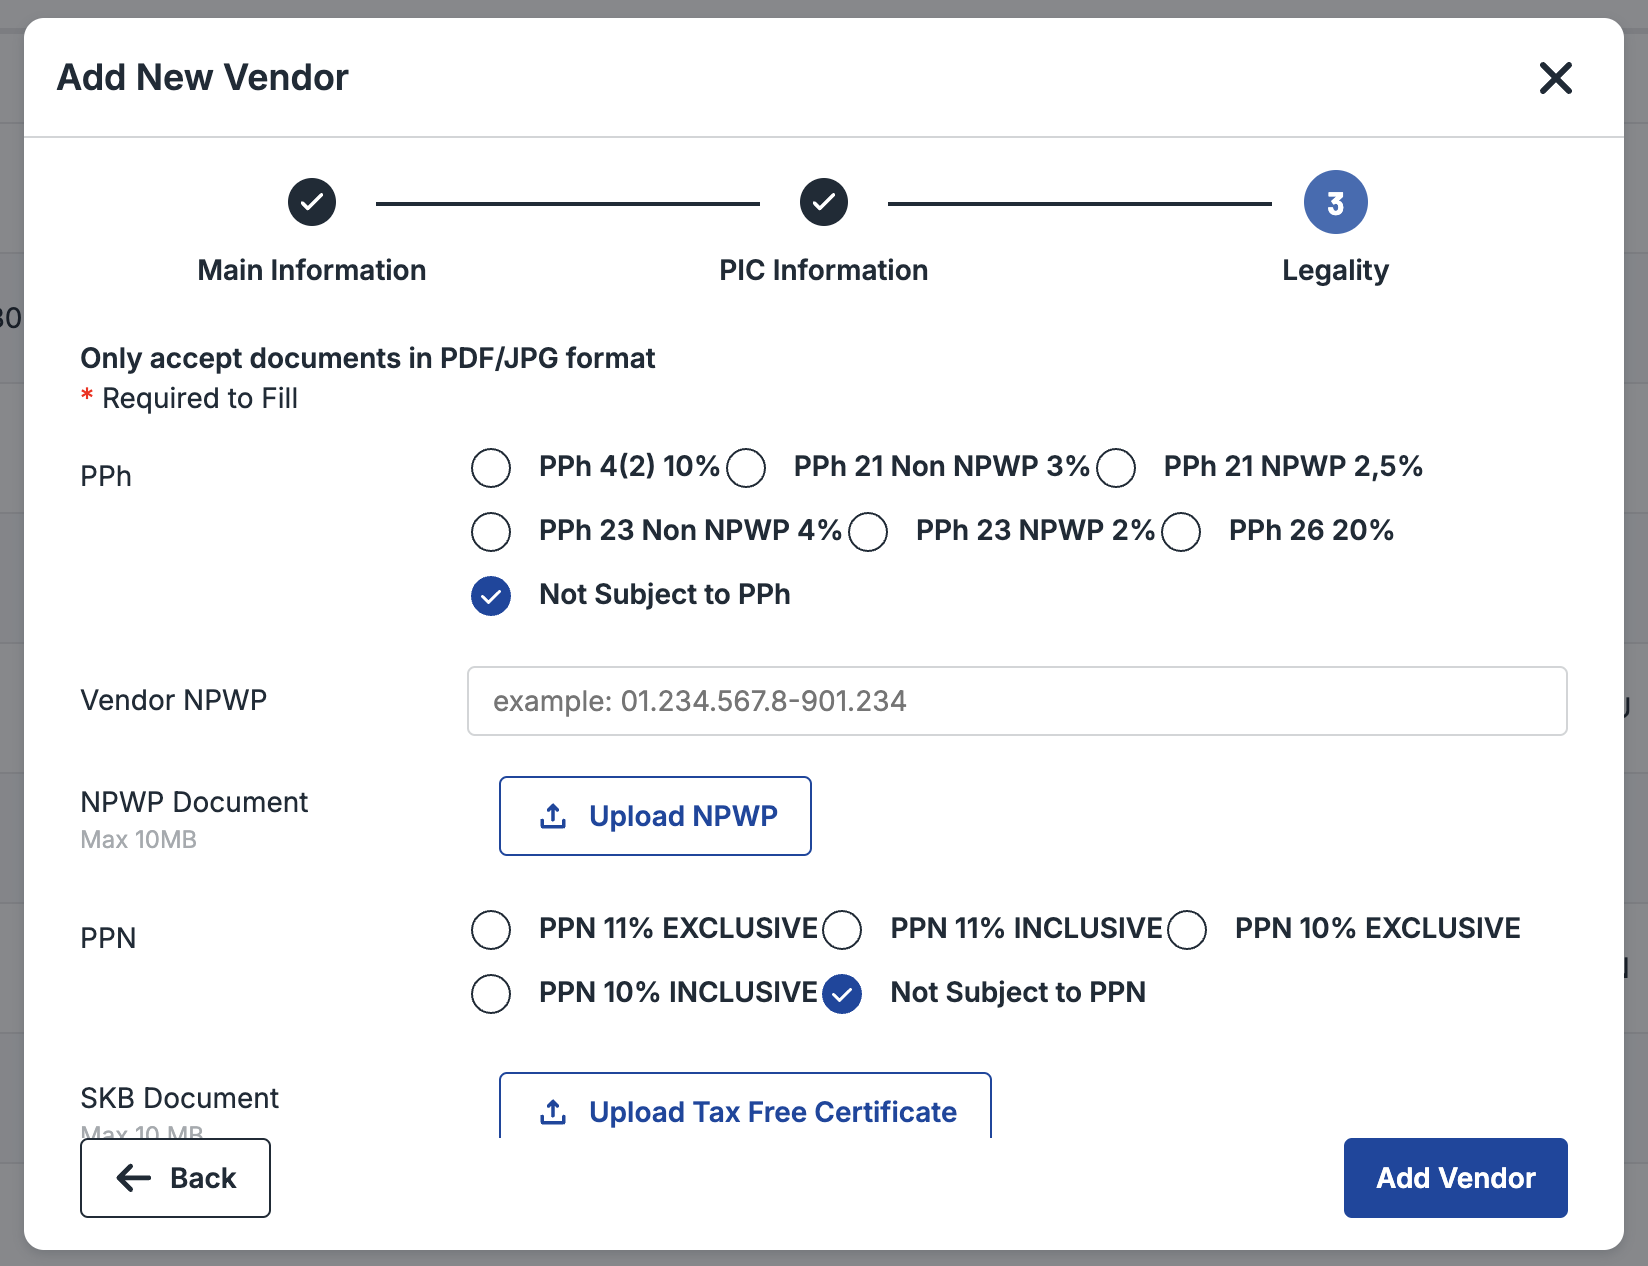 Add New Vendor
3
Main Information
PIC Information
Legality
Only accept documents in PDF/JPG format
* Required to Fill
PPh
PPh 4(2) 10%
PPh 21 Non NPWP 3%
PPh 21 NPWP 2,5%
PPh 23 Non NPWP 4%
PPh 23 NPWP 2%
PPh 26 20%
Not Subject to PPh
Vendor NPWP
example: 01.234.567.8-901.234
NPWP Document
Max 10MB
Upload NPWP
PPN
PPN 11% EXCLUSIVE
PPN 11% INCLUSIVE
PPN 10% EXCLUSIVE
PPN 10% INCLUSIVE
Not Subject to PPN
SKB Document
Max 10 MB
Upload Tax Free Certificate
Back
Add Vendor